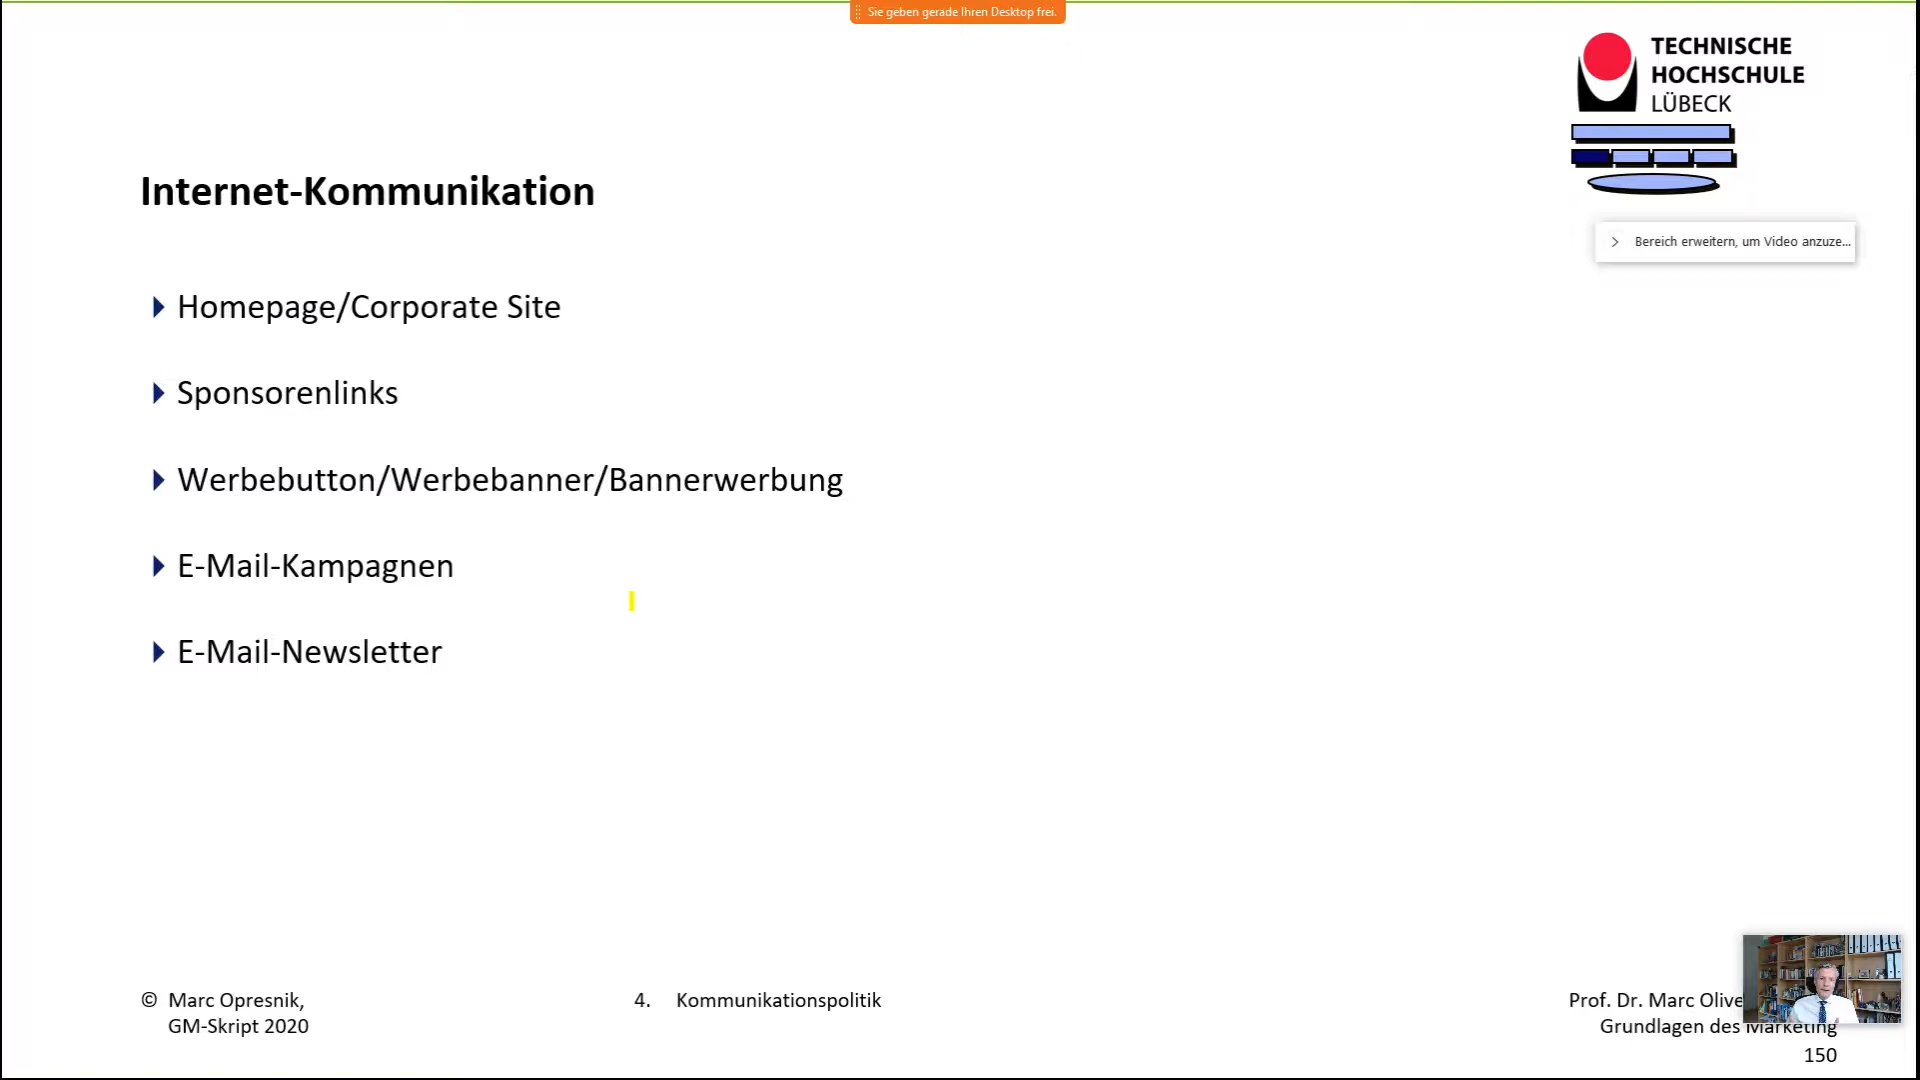 Sie geben gerade Ihren Desktop frei.
TECHNISCHE
HOCHSCHULE
LÜBECK
Internet-Kommunikation
Bereich erweitern, um Video anzuze...
Homepage/Corporate Site
Sponsorenlinks
Werbebutton/Werbebanner/Bannerwerbung
E-Mail-Kampagnen
E-Mail-Newsletter
© Marc Opresnik,
GM-Skript 2020
4. Kommunikationspolitik
Prof. Dr. Marc Olive
Grundlagen des Marketing
150